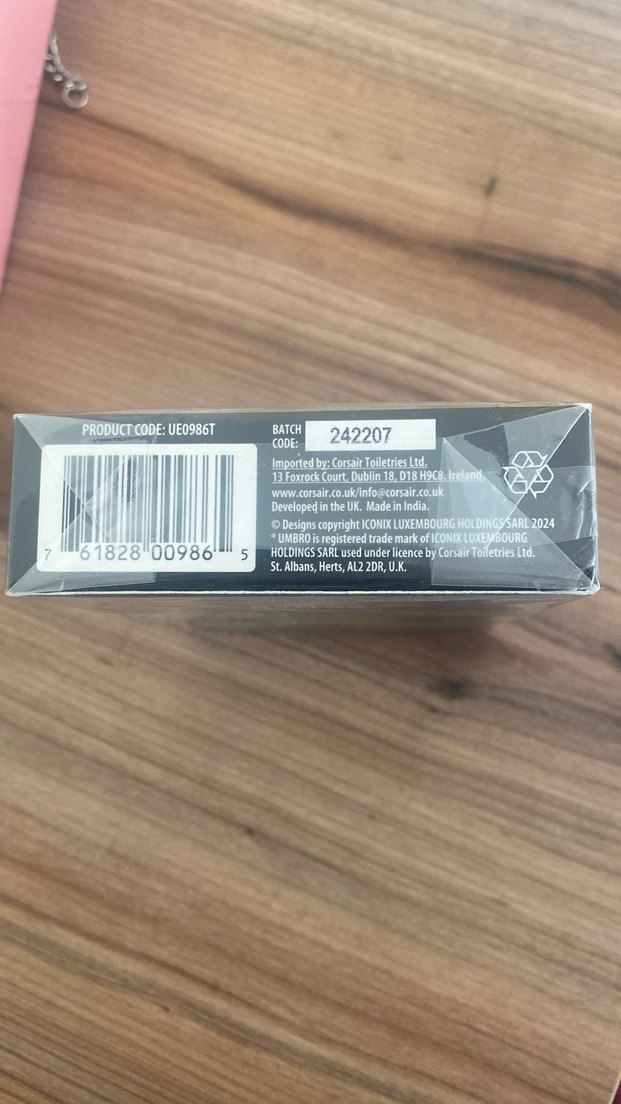 PRODUCT CODE: UE0986T
7 61828 00986 5
BATCH
CODE:
242207
Imported by: Corsair Toiletries Ltd.
13 Foxrock Court, Dublin 18, D18 H9C8. Ireland.
www.corsair.co.uk/info@corsair.co.uk
Developed in the UK. Made in India.
© Designs copyright ICONIX LUXEMBOURG HOLDINGS SARL 2024
® UMBRO is registered trade mark of ICONIX LUXEMBOURG
HOLDINGS SARL used under licence by Corsair Toiletries Ltd.
St. Albans, Herts, AL2 2DR, U.K.